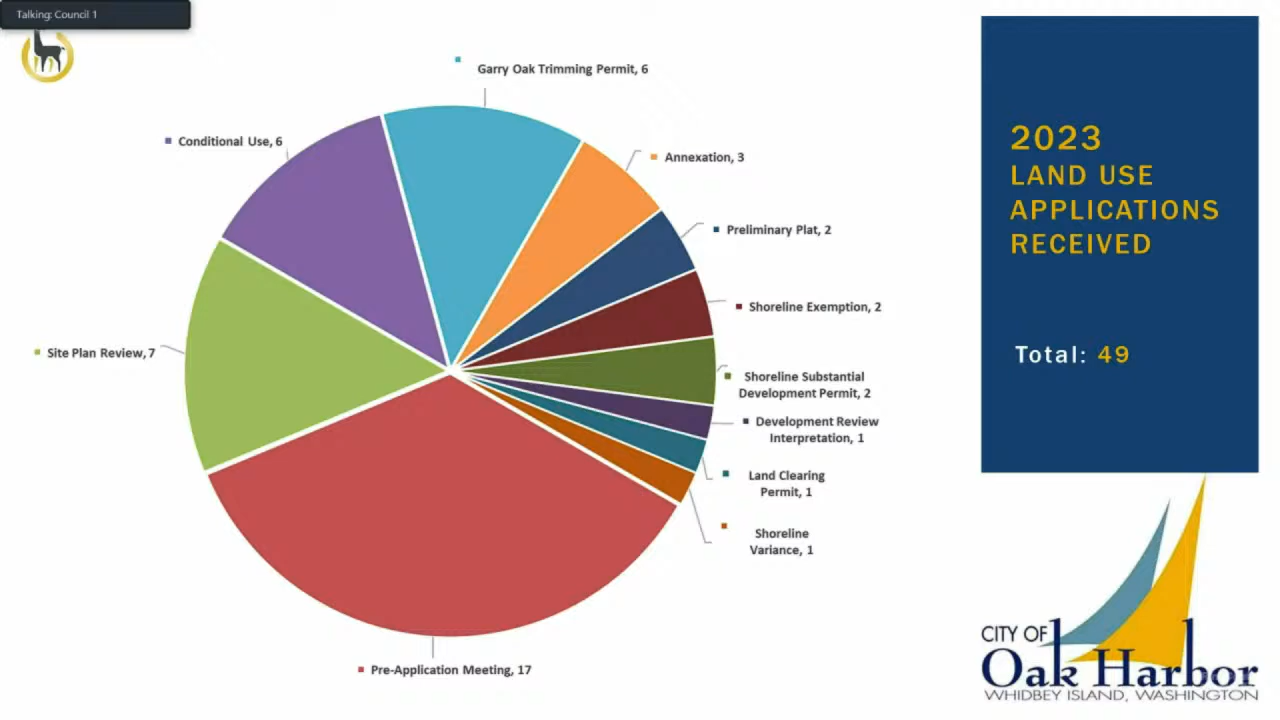 Talking: Council 1
Garry Oak Trimming Permit, 6
Conditional Use, 6
Annexation, 3
Preliminary Plat, 2
Shoreline Exemption, 2
Site Plan Review, 7
Shoreline Substantial
Development Permit, 2
Development Review
Interpretation, 1
Land Clearing
Permit, 1
Shoreline
Variance, 1
Pre-Application Meeting, 17
2023
LAND USE
APPLICATIONS
RECEIVED
Total: 49
CITY OF
Oak Harbor
WHIDBEY ISLAND, WASHINGTON